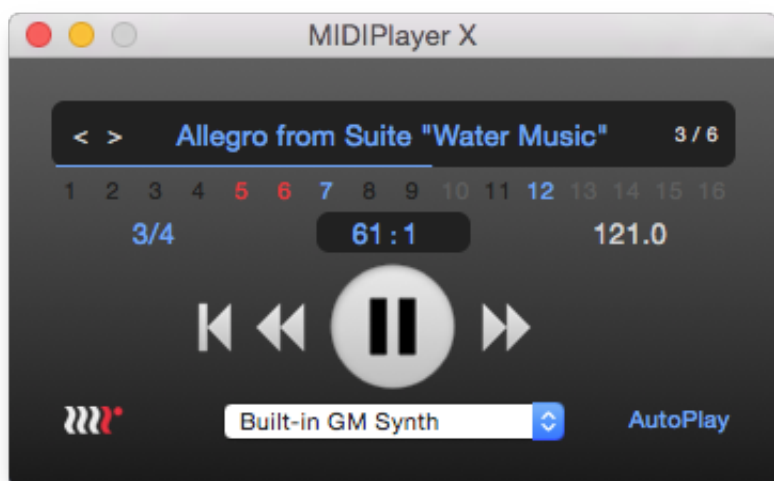 MIDIPlayer X
< > Allegro from Suite "Water Music" 3 / 6
1 2 3 4 5 6 7 8 9 10 11 12 13 14 15 16
3/4 61 : 1 121.0
Built-in GM Synth AutoPlay